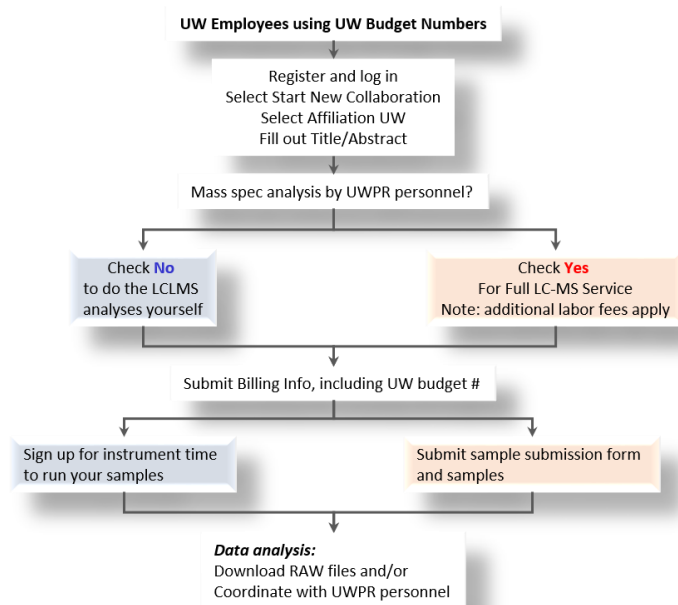 UW Employees using UW Budget Numbers
Register and log in
Select Start New Collaboration
Select Affiliation UW
Fill out Title/Abstract
Mass spec analysis by UWPR personnel?
Check No
to do the LCLMS
analyses yourself
Check Yes
For Full LC-MS Service
Note: additional labor fees apply
Submit Billing Info, including UW budget #
Sign up for instrument time
to run your samples
Submit sample submission form
and samples
Data analysis:
Download RAW files and/or
Coordinate with UWPR personnel